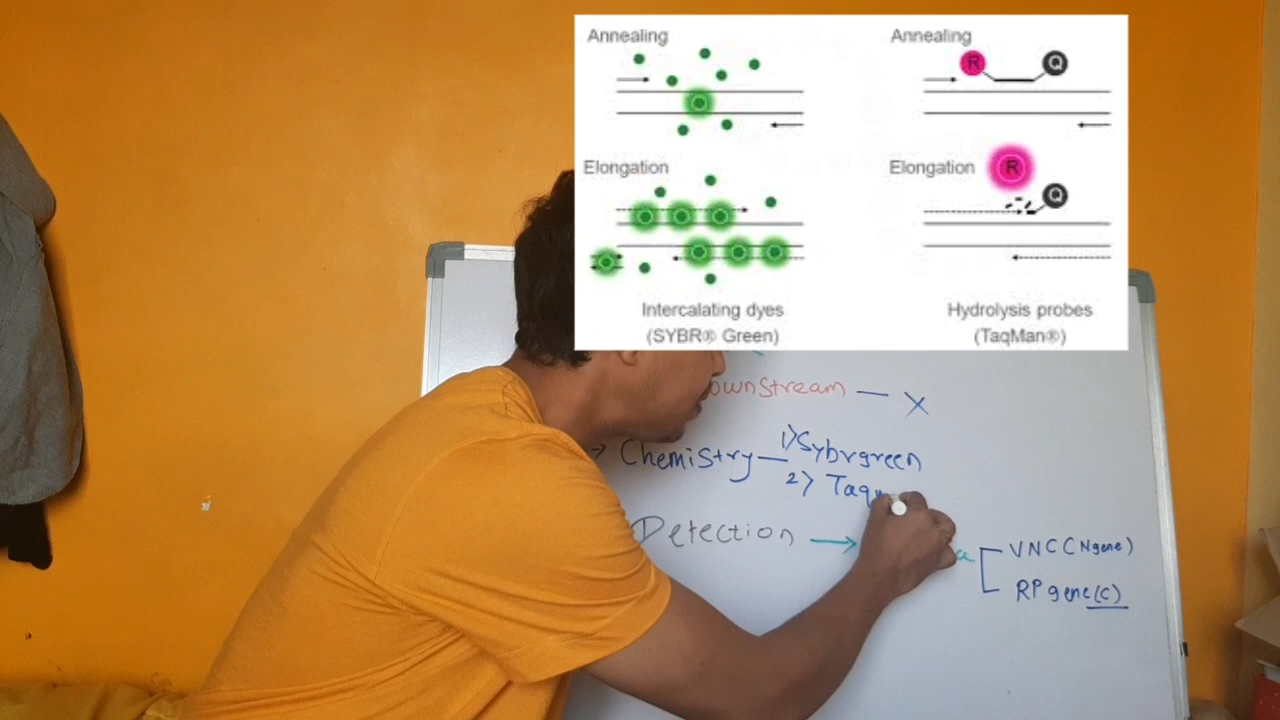 Annealing
Annealing
R Q
Elongation
Elongation
R
Q
Intercalating dyes
(SYBR® Green)
Hydrolysis probes
(TaqMan®)
ownstream — X
Chemistry — 1) Sybrgreen
2) Taq
Detection →
VNC (Ngene)
RP gene (C)